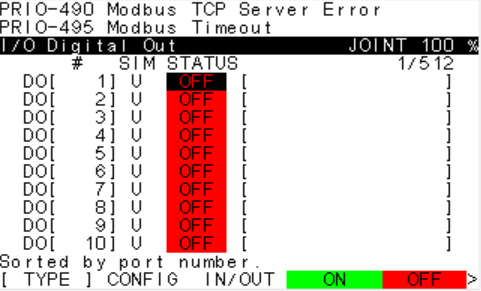 PRIO-490 Modbus TCP Server Error
PRIO-495 Modbus Timeout
I/O Digital Out JOINT 100 %
# SIM STATUS 1/512
DO[ 1] U OFF [ ]
DO[ 2] U OFF [ ]
DO[ 3] U OFF [ ]
DO[ 4] U OFF [ ]
DO[ 5] U OFF [ ]
DO[ 6] U OFF [ ]
DO[ 7] U OFF [ ]
DO[ 8] U OFF [ ]
DO[ 9] U OFF [ ]
DO[ 10] U OFF [ ]
Sorted by port number.
[ TYPE ] CONFIG IN/OUT ON OFF >